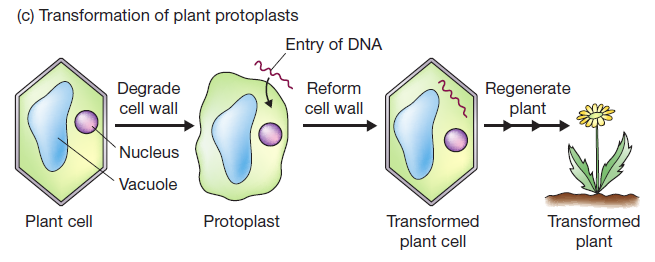 (c) Transformation of plant protoplasts
Entry of DNA
Degrade
cell wall
Reform
cell wall
Regenerate
plant
Nucleus
Vacuole
Plant cell
Protoplast
Transformed
plant cell
Transformed
plant